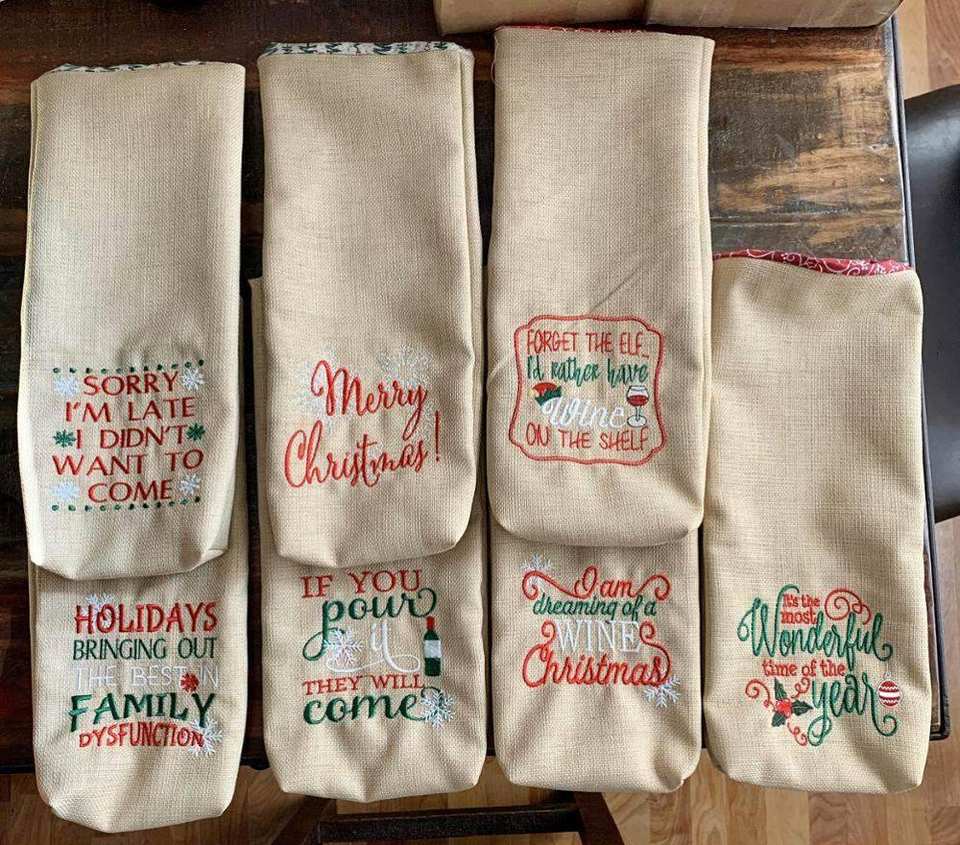 SORRY
I'M LATE
I DIDN'T
WANT TO
COME
Merry
Christmas!
FORGET THE ELF...
I'd rather have
Wine
ON THE SHELF
HOLIDAYS
BRINGING OUT
THE BEST IN
FAMILY
DYSFUNCTION
IF YOU
pour
it
THEY WILL
come
I am
dreaming of a
WINE
Christmas
It's the
most
Wonderful
time of the
year